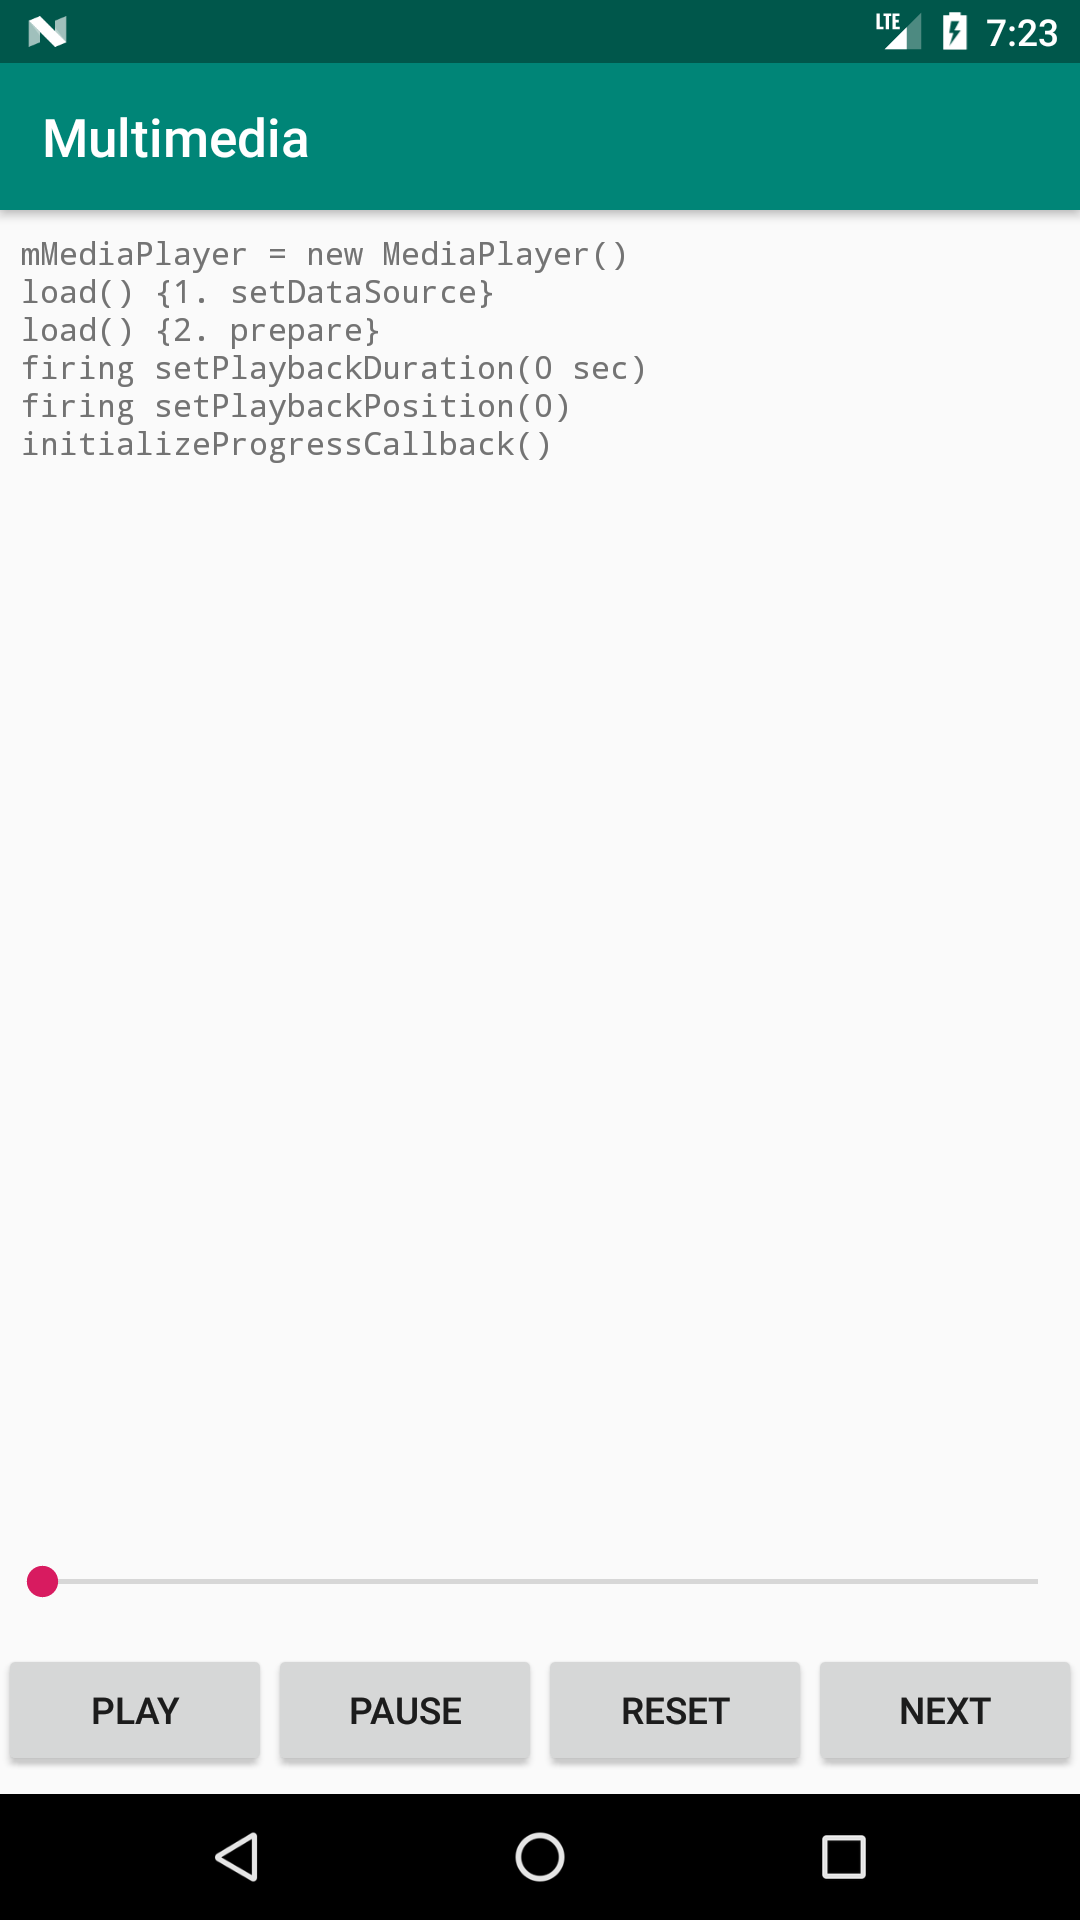 LTE 7:23
Multimedia
mMediaPlayer = new MediaPlayer()
load() {1. setDataSource}
load() {2. prepare}
firing setPlaybackDuration(0 sec)
firing setPlaybackPosition(0)
initializeProgressCallback()
PLAY PAUSE RESET NEXT